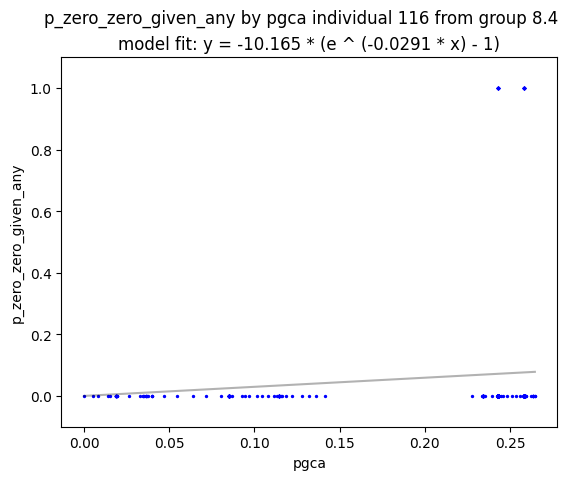 p_zero_zero_given_any by pgca individual 116 from group 8.4
model fit: y = -10.165 * (e ^ (-0.0291 * x) - 1)
p_zero_zero_given_any
1.0
0.8
0.6
0.4
0.2
0.0
0.00 0.05 0.10 0.15 0.20 0.25
pgca